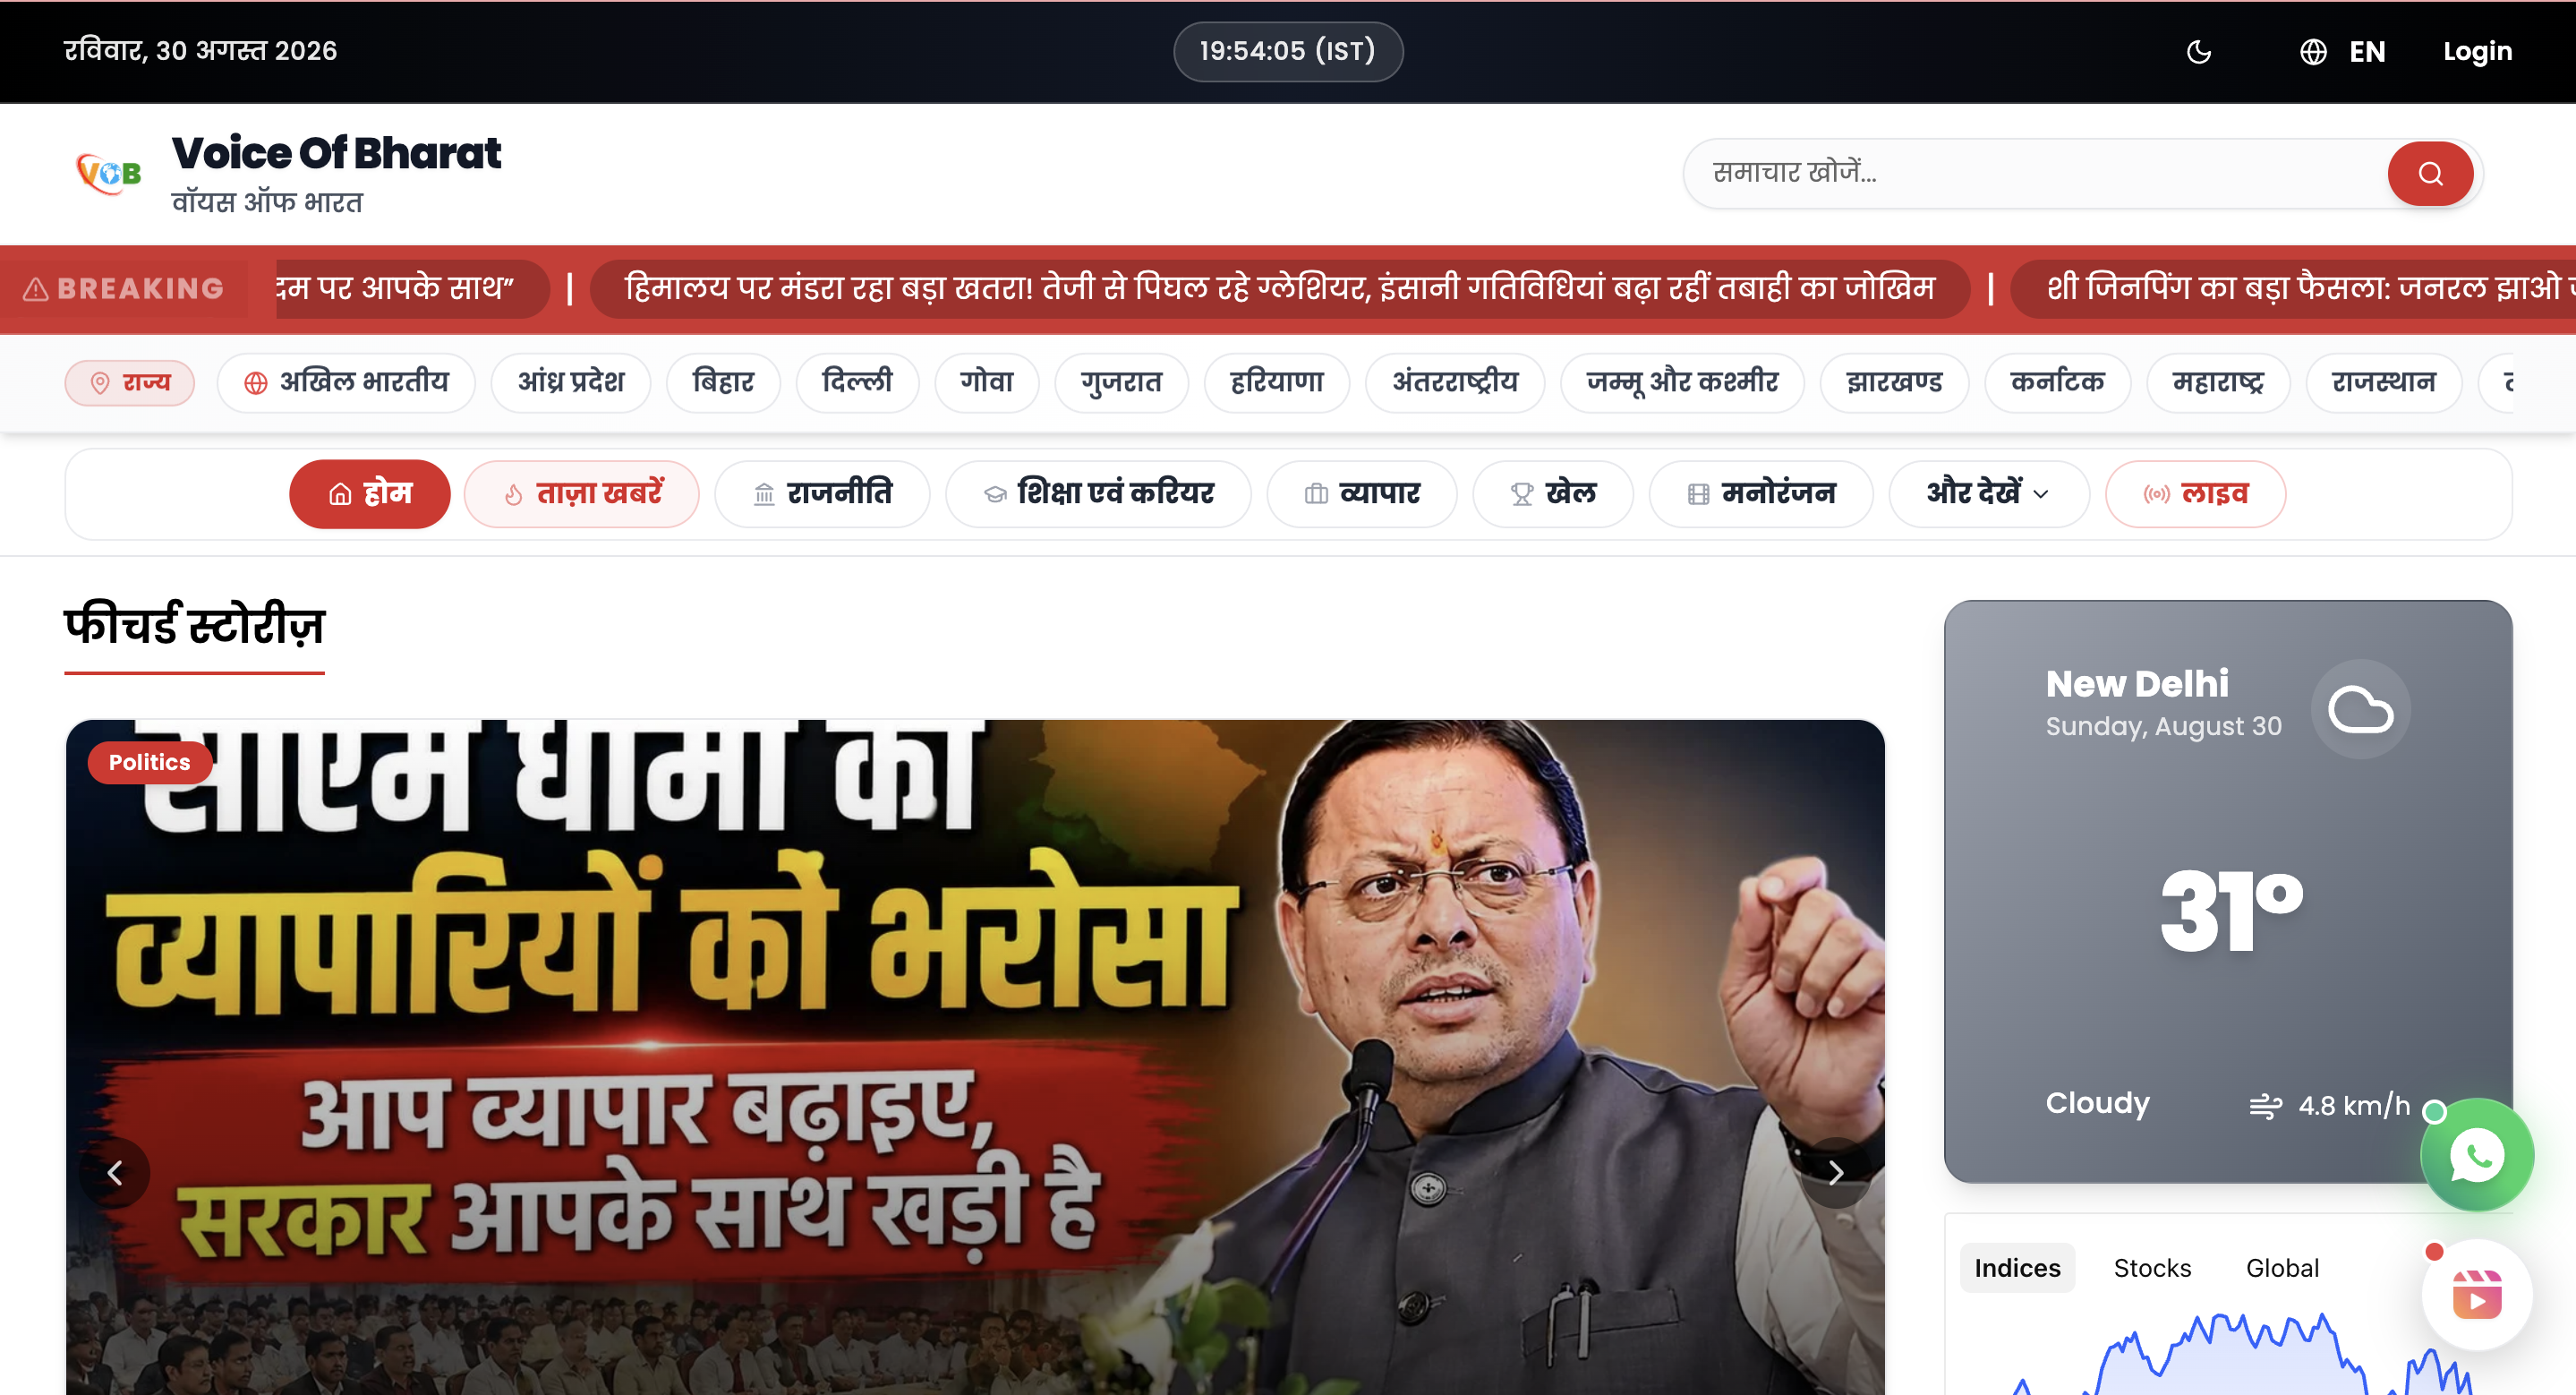 रविवार, 30 अगस्त 2026
19:54:05 (IST)
EN
Login
VOB
Voice Of Bharat
वॉयस ऑफ भारत
समाचार खोजें...
BREAKING
दम पर आपके साथ”
|
हिमालय पर मंडरा रहा बड़ा खतरा! तेजी से पिघल रहे ग्लेशियर, इंसानी गतिविधियां बढ़ा रहीं तबाही का जोखिम
|
शी जिनपिंग का बड़ा फैसला: जनरल झाओ
राज्य
अखिल भारतीय
आंध्र प्रदेश
बिहार
दिल्ली
गोवा
गुजरात
हरियाणा
अंतरराष्ट्रीय
जम्मू और कश्मीर
झारखण्ड
कर्नाटक
महाराष्ट्र
राजस्थान
होम
ताज़ा खबरें
राजनीति
शिक्षा एवं करियर
व्यापार
खेल
मनोरंजन
और देखें
लाइव
फीचर्ड स्टोरीज़
Politics
सीएम धामी का
व्यापारियों को भरोसा
आप व्यापार बढ़ाइए,
सरकार आपके साथ खड़ी है
New Delhi
Sunday, August 30
31°
Cloudy
4.8 km/h
Indices
Stocks
Global